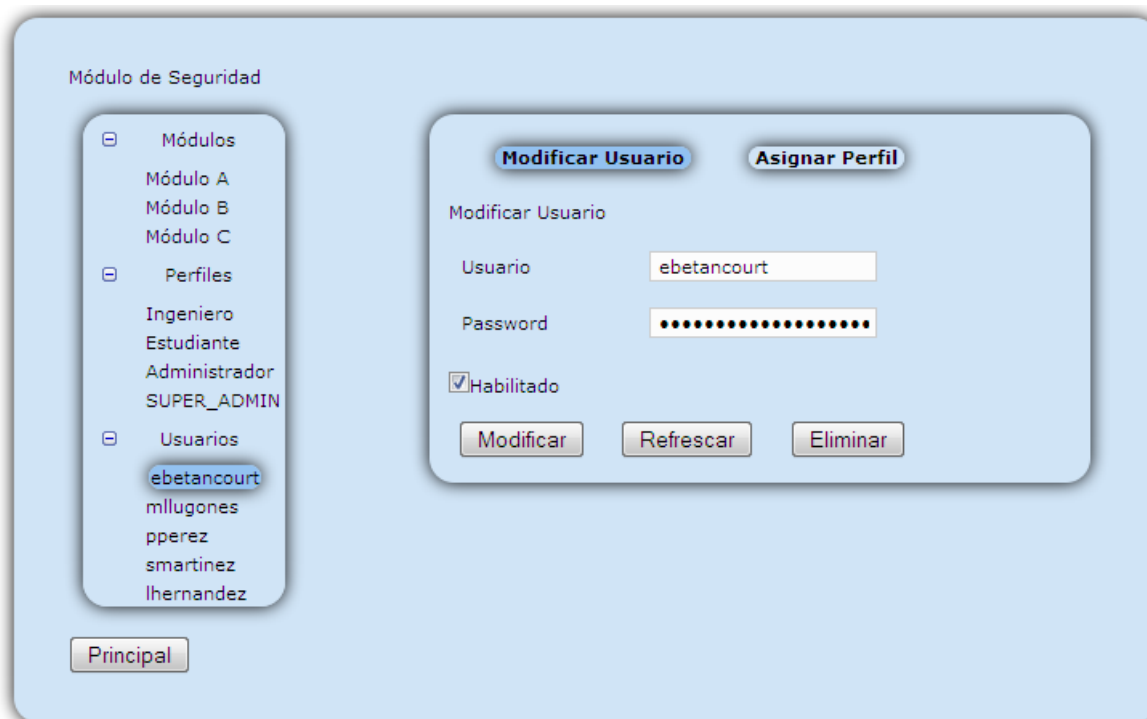 Módulo de Seguridad
Módulos
Módulo A
Módulo B
Módulo C
Perfiles
Ingeniero
Estudiante
Administrador
SUPER_ADMIN
Usuarios
ebetancourt
mllugones
pperez
smartinez
lhernandez
Principal
Modificar Usuario Asignar Perfil
Modificar Usuario
Usuario ebetancourt
Password ●●●●●●●●●●●●●●●●●●●
Habilitado
Modificar Refrescar Eliminar